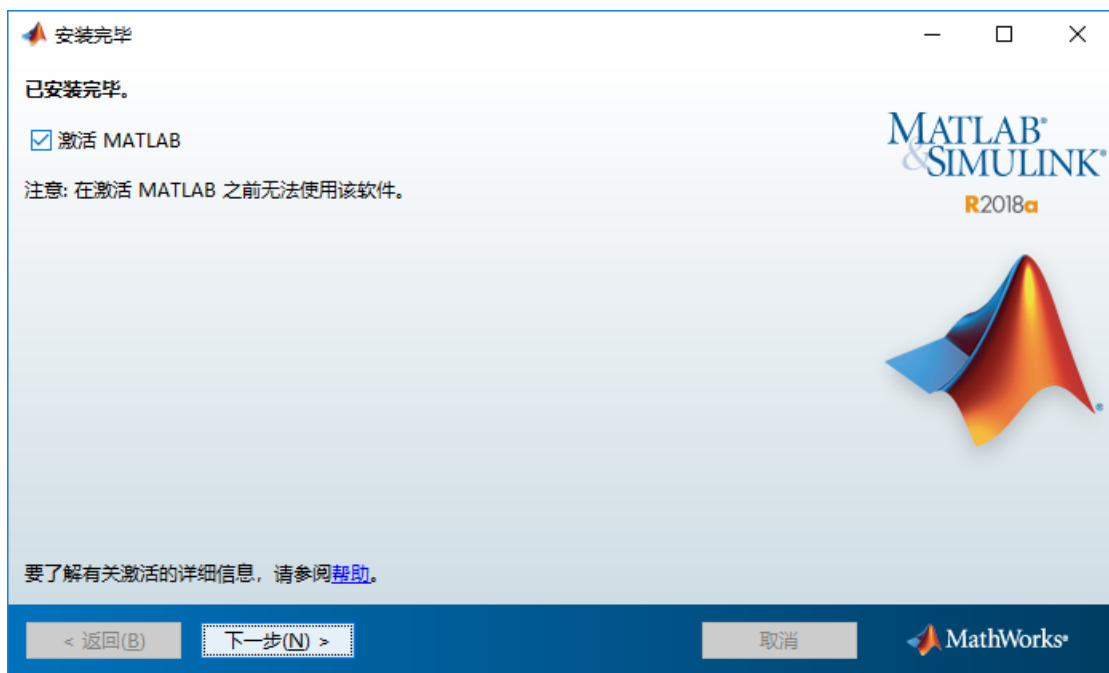 安装完毕
已安装完毕。
激活 MATLAB
注意: 在激活 MATLAB 之前无法使用该软件。
MATLAB®
&SIMULINK®
R2018a
®
要了解有关激活的详细信息，请参阅帮助。
< 返回(B)
下一步(N) >
取消
MathWorks®